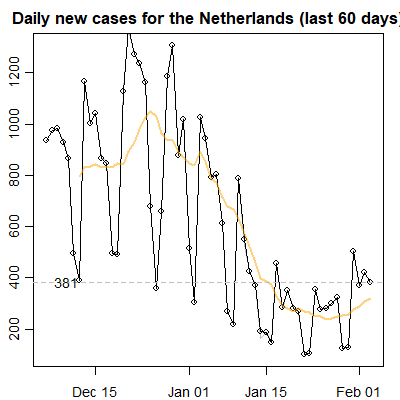 Daily new cases for the Netherlands (last 60 days)
1200
1000
800
600
400
381
200
Dec 15
Jan 01
Jan 15
Feb 01